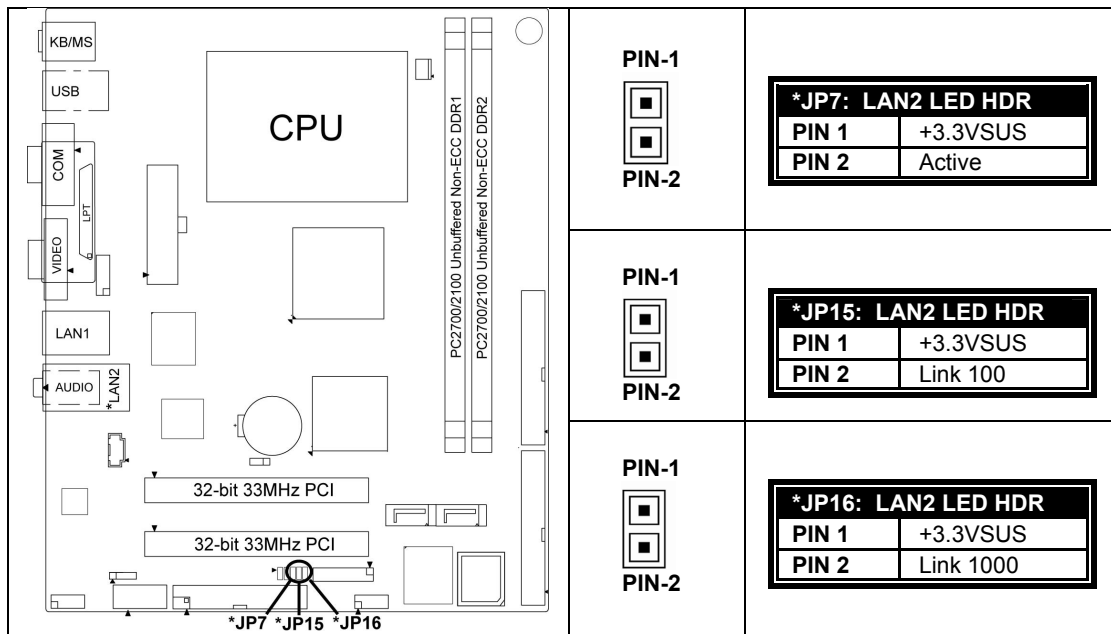 KB/MS
USB
COM
LPT
VIDEO
LAN1
AUDIO
*LAN2
CPU
PC2700/2100 Unbuffered Non-ECC DDR1
PC2700/2100 Unbuffered Non-ECC DDR2
32-bit 33MHz PCI
32-bit 33MHz PCI
*JP7 *JP15 *JP16
PIN-1
PIN-2
*JP7: LAN2 LED HDR
PIN 1 +3.3VSUS
PIN 2 Active
PIN-1
PIN-2
*JP15: LAN2 LED HDR
PIN 1 +3.3VSUS
PIN 2 Link 100
PIN-1
PIN-2
*JP16: LAN2 LED HDR
PIN 1 +3.3VSUS
PIN 2 Link 1000